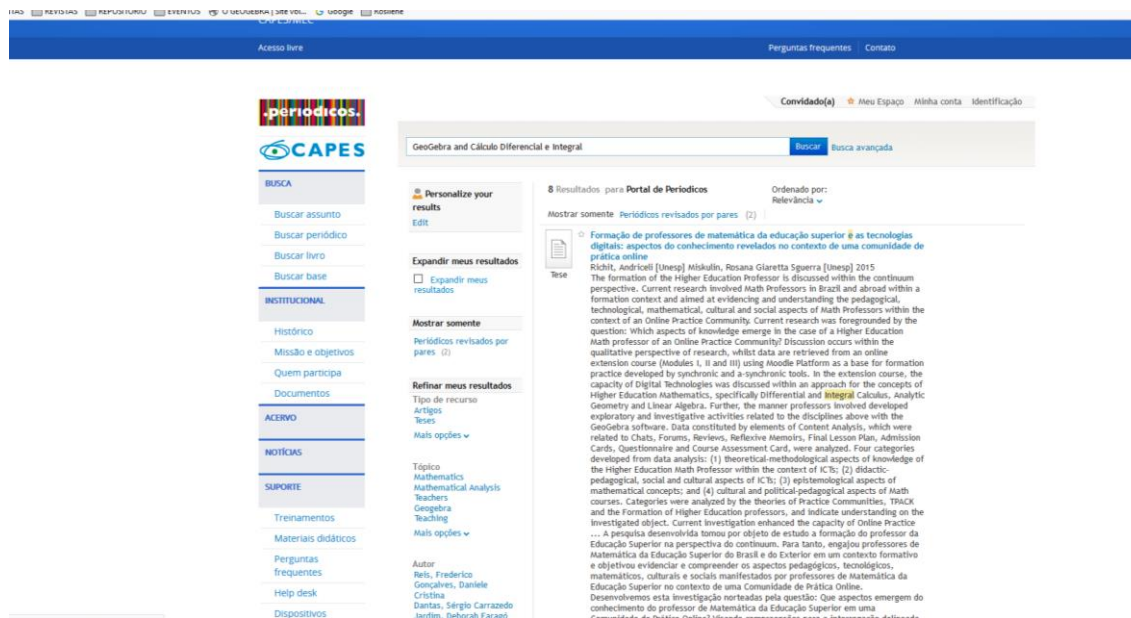 TAS REVISTAS REPOSITÓRIO EVENTOS O GEOGEBRA | Site vol... Google Rosilene
CAPES/MEC
Acesso livre
Perguntas frequentes Contato
Convidado(a) Meu Espaço Minha conta Identificação
.periodicos.
CAPES
GeoGebra and Cálculo Diferencial e Integral
Buscar Busca avançada
BUSCA
Buscar assunto
Buscar periódico
Buscar livro
Buscar base
INSTITUCIONAL
Histórico
Missão e objetivos
Quem participa
Documentos
ACERVO
NOTÍCIAS
SUPORTE
Treinamentos
Materiais didáticos
Perguntas
frequentes
Help desk
Dispositivos
Personalize your
results
Edit
Expandir meus resultados
Expandir meus
resultados
Mostrar somente
Periódicos revisados por
pares (2)
Refinar meus resultados
Tipo de recurso
Artigos
Teses
Mais opções
Tópico
Mathematics
Mathematical Analysis
Teachers
Geogebra
Teaching
Mais opções
Autor
Reis, Frederico
Gonçalves, Daniele
Cristina
Dantas, Sérgio Carrazedo
Jardim, Deborah Faragó
8 Resultados para Portal de Periodicos
Ordenado por:
Relevância
Mostrar somente Periódicos revisados por pares (2)
Tese
Formação de professores de matemática da educação superior e as tecnologias
digitais: aspectos do conhecimento revelados no contexto de uma comunidade de
prática online
Richit, Andriceli [Unesp] Miskulin, Rosana Giaretta Sguerra [Unesp] 2015
The formation of the Higher Education Professor is discussed within the continuum
perspective. Current research involved Math Professors in Brazil and abroad within a
formation context and aimed at evidencing and understanding the pedagogical,
technological, mathematical, cultural and social aspects of Math Professors within the
context of an Online Practice Community. Current research was foregrounded by the
question: Which aspects of knowledge emerge in the case of a Higher Education
Math professor of an Online Practice Community? Discussion occurs within the
qualitative perspective of research, whilst data are retrieved from an online
extension course (Modules I, II and III) using Moodle Platform as a base for formation
practice developed by synchronic and a-synchronic tools. In the extension course, the
capacity of Digital Technologies was discussed within an approach for the concepts of
Higher Education Mathematics, specifically Differential and Integral Calculus, Analytic
Geometry and Linear Algebra. Further, the manner professors involved developed
exploratory and investigative activities related to the disciplines above with the
GeoGebra software. Data constituted by elements of Content Analysis, which were
related to Chats, Forums, Reviews, Reflexive Memoirs, Final Lesson Plan, Admission
Cards, Questionnaire and Course Assessment Card, were analyzed. Four categories
developed from data analysis: (1) theoretical-methodological aspects of knowledge of
the Higher Education Math Professor within the context of ICTs; (2) didactic-
pedagogical, social and cultural aspects of ICTs; (3) epistemological aspects of
mathematical concepts; and (4) cultural and political-pedagogical aspects of Math
courses. Categories were analyzed by the theories of Practice Communities, TPACK
and the Formation of Higher Education professors, and indicate understanding on the
investigated object. Current investigation enhanced the capacity of Online Practice
... A pesquisa desenvolvida tomou por objeto de estudo a formação do professor da
Educação Superior na perspectiva do continuum. Para tanto, engajou professores de
Matemática da Educação Superior do Brasil e do Exterior em um contexto formativo
e objetivou evidenciar e compreender os aspectos pedagógicos, tecnológicos,
matemáticos, culturais e sociais manifestados por professores de Matemática da
Educação Superior no contexto de uma Comunidade de Prática Online.
Desenvolvemos esta investigação norteadas pela questão: Que aspectos emergem do
conhecimento do professor de Matemática da Educação Superior em uma
Comunidade de Prática Online? Visando compreensões para a interrogação delineada